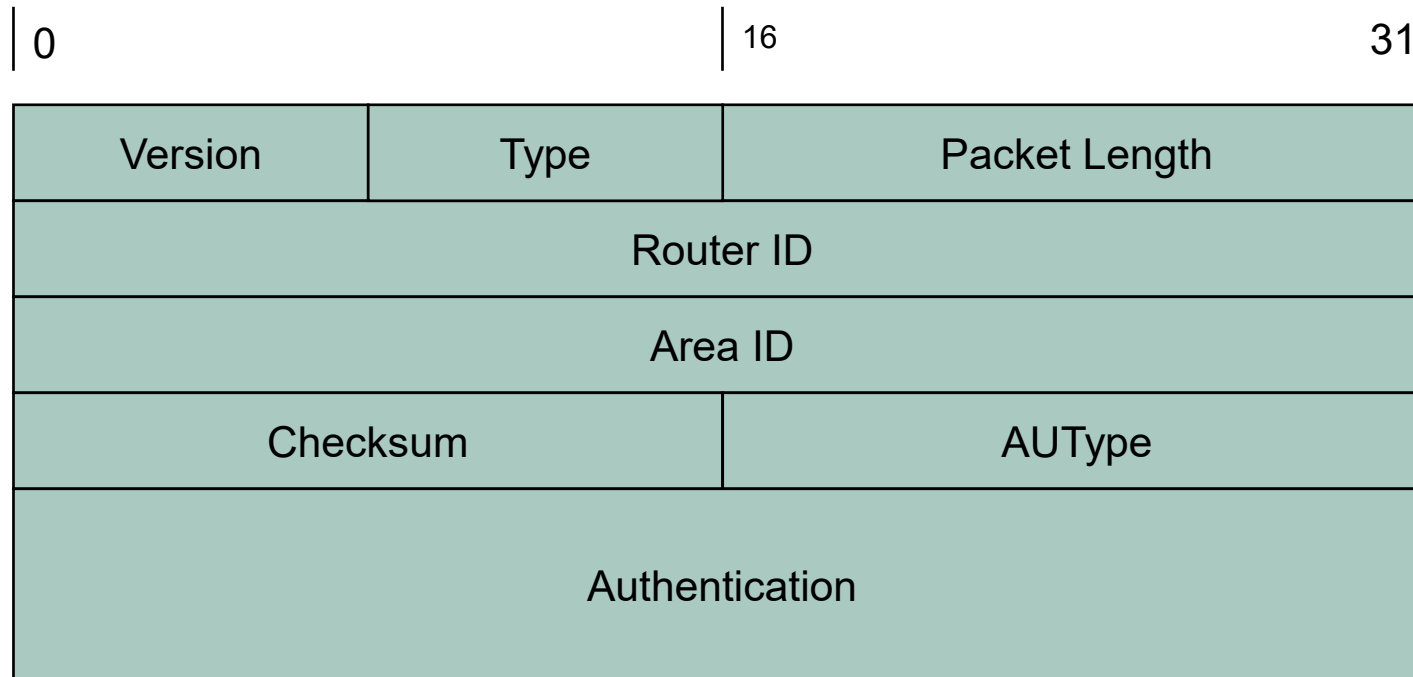 0 16 31
Version Type Packet Length
Router ID
Area ID
Checksum AUType
Authentication